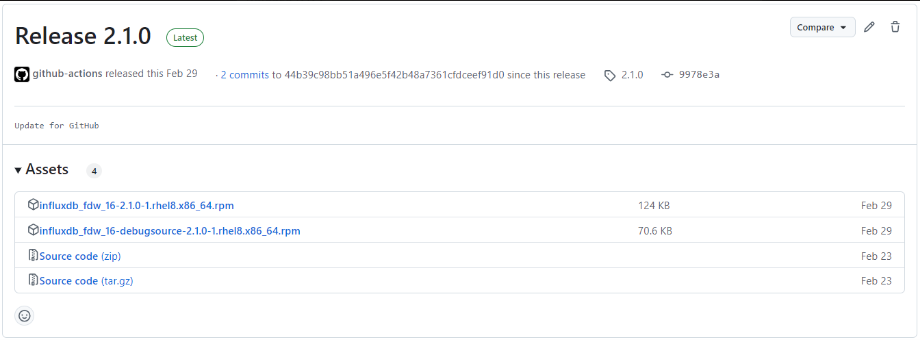 Release 2.1.0 Latest Compare
github-actions released this Feb 29 · 2 commits to 44b39c98bb51a496e5f42b48a7361cfdceef91d0 since this release 2.1.0 9978e3a
Update for GitHub
Assets 4
influxdb_fdw_16-2.1.0-1.rhel8.x86_64.rpm 124 KB Feb 29
influxdb_fdw_16-debugsource-2.1.0-1.rhel8.x86_64.rpm 70.6 KB Feb 29
Source code (zip) Feb 23
Source code (tar.gz) Feb 23